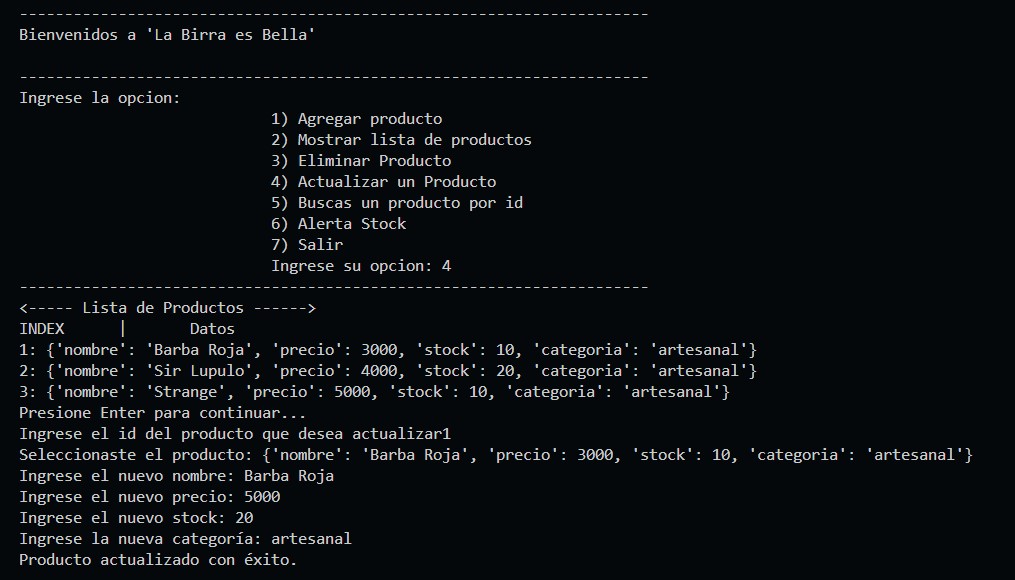 ----------------------------------------------------------------------
Bienvenidos a 'La Birra es Bella'
----------------------------------------------------------------------
Ingrese la opcion:
1) Agregar producto
2) Mostrar lista de productos
3) Eliminar Producto
4) Actualizar un Producto
5) Buscas un producto por id
6) Alerta Stock
7) Salir
Ingrese su opcion: 4
----------------------------------------------------------------------
<----- Lista de Productos ------>
INDEX      |       Datos
1: {'nombre': 'Barba Roja', 'precio': 3000, 'stock': 10, 'categoria': 'artesanal'}
2: {'nombre': 'Sir Lupulo', 'precio': 4000, 'stock': 20, 'categoria': 'artesanal'}
3: {'nombre': 'Strange', 'precio': 5000, 'stock': 10, 'categoria': 'artesanal'}
Presione Enter para continuar...
Ingrese el id del producto que desea actualizar1
Seleccionaste el producto: {'nombre': 'Barba Roja', 'precio': 3000, 'stock': 10, 'categoria': 'artesanal'}
Ingrese el nuevo nombre: Barba Roja
Ingrese el nuevo precio: 5000
Ingrese el nuevo stock: 20
Ingrese la nueva categoría: artesanal
Producto actualizado con éxito.